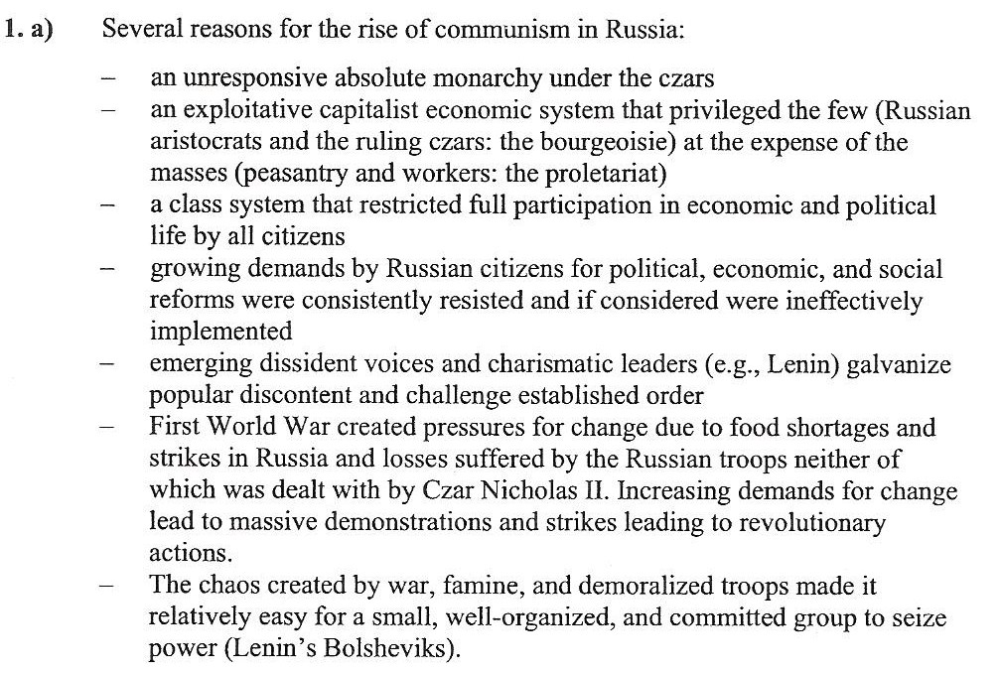 1. a) Several reasons for the rise of communism in Russia:
– an unresponsive absolute monarchy under the czars
– an exploitative capitalist economic system that privileged the few (Russian
aristocrats and the ruling czars: the bourgeoisie) at the expense of the
masses (peasantry and workers: the proletariat)
– a class system that restricted full participation in economic and political
life by all citizens
– growing demands by Russian citizens for political, economic, and social
reforms were consistently resisted and if considered were ineffectively
implemented
– emerging dissident voices and charismatic leaders (e.g., Lenin) galvanize
popular discontent and challenge established order
– First World War created pressures for change due to food shortages and
strikes in Russia and losses suffered by the Russian troops neither of
which was dealt with by Czar Nicholas II. Increasing demands for change
lead to massive demonstrations and strikes leading to revolutionary
actions.
– The chaos created by war, famine, and demoralized troops made it
relatively easy for a small, well-organized, and committed group to seize
power (Lenin's Bolsheviks).